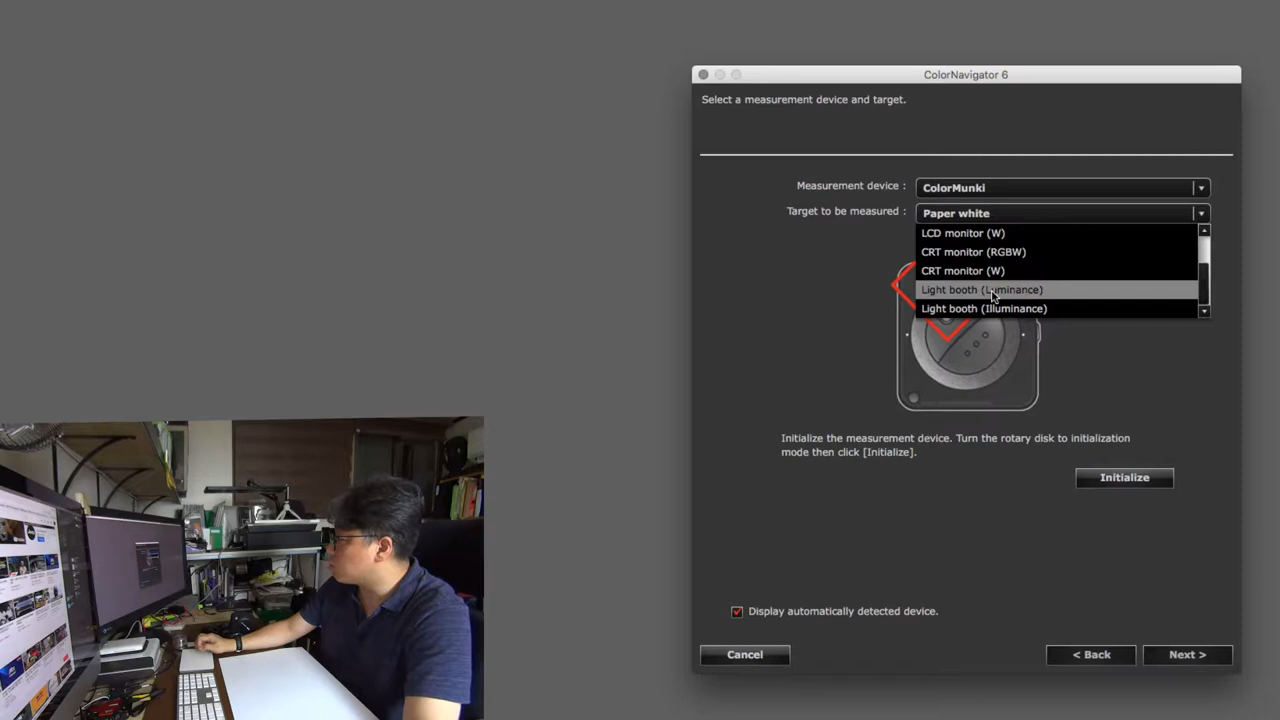 ColorNavigator 6
Select a measurement device and target.
Measurement device :
ColorMunki
Target to be measured :
Paper white
LCD monitor (W)
CRT monitor (RGBW)
CRT monitor (W)
Light booth (Luminance)
Light booth (Illuminance)
Initialize the measurement device. Turn the rotary disk to initialization
mode then click [Initialize].
Initialize
Display automatically detected device.
Cancel
< Back
Next >